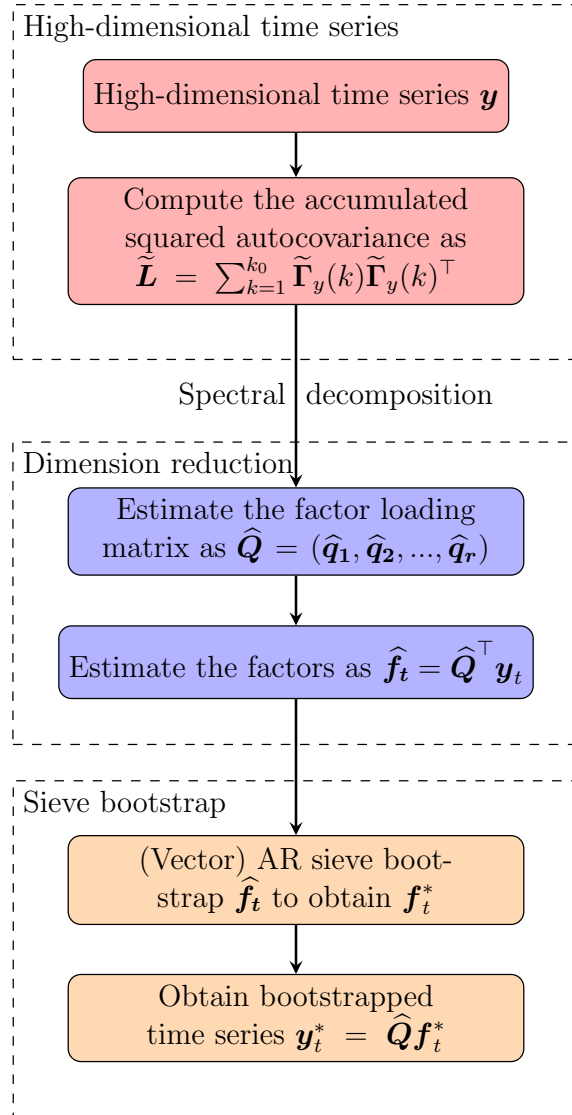 High-dimensional time series
High-dimensional time series 𝒚
Compute the accumulated
squared autocovariance as
L̃ = ∑_{k=1}^{k_0} Γ̃_y(k)Γ̃_y(k)^⊤
Spectral decomposition
Dimension reduction
Estimate the factor loading
matrix as Q̂ = (q̂_1, q̂_2, ..., q̂_r)
Estimate the factors as f̂_t = Q̂^⊤ y_t
Sieve bootstrap
(Vector) AR sieve boot-
strap f̂_t to obtain f_t^*
Obtain bootstrapped
time series y_t^* = Q̂f_t^*